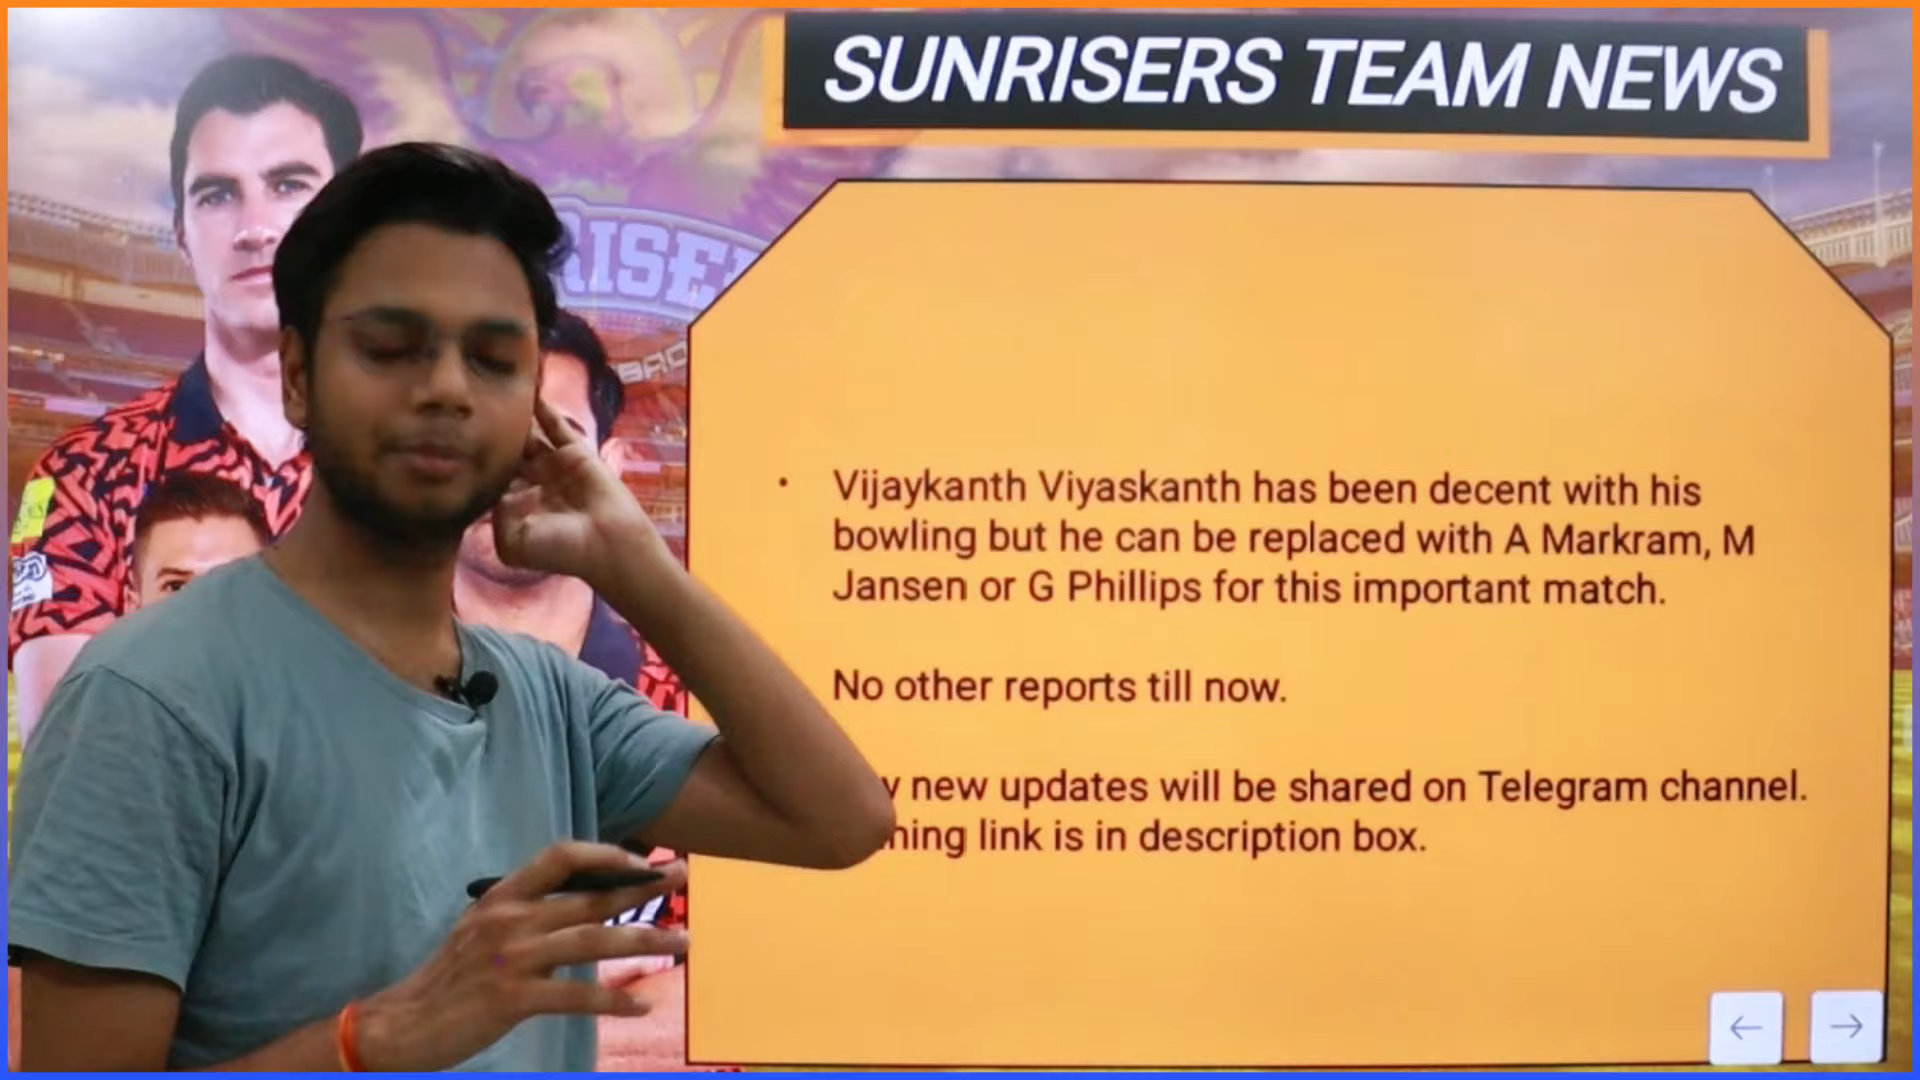 SUNRISERS TEAM NEWS
RISE
• Vijaykanth Viyaskanth has been decent with his
bowling but he can be replaced with A Markram, M
Jansen or G Phillips for this important match.
No other reports till now.
new updates will be shared on Telegram channel.
link is in description box.